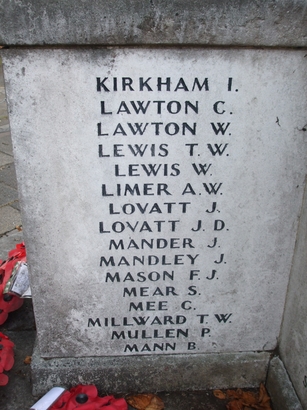 KIRKHAM I.
LAWTON C.
LAWTON W.
LEWIS T.W.
LEWIS W.
LIMER A.W.
LOVATT J.
LOVATT J.D.
MANDER J.
MANDLEY J.
MASON F.J.
MEAR S.
MEE C.
MILLWARD T.W.
MULLEN P.
MANN B.